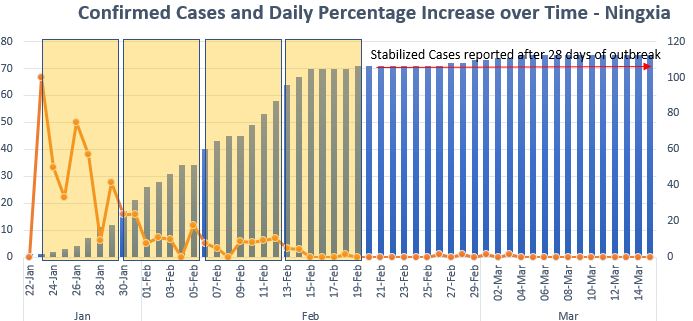 Confirmed Cases and Daily Percentage Increase over Time - Ningxia
80
70
60
50
40
30
20
10
0
120
100
80
60
40
20
0
Stabilized Cases reported after 28 days of outbreak
22-Jan
24-Jan
26-Jan
28-Jan
30-Jan
01-Feb
03-Feb
05-Feb
07-Feb
09-Feb
11-Feb
13-Feb
15-Feb
17-Feb
19-Feb
21-Feb
23-Feb
25-Feb
27-Feb
29-Feb
02-Mar
04-Mar
06-Mar
08-Mar
10-Mar
12-Mar
14-Mar
Jan
Feb
Mar